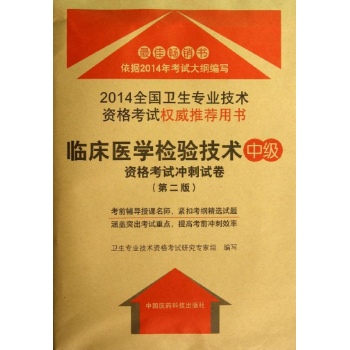 最佳畅销书
依据2014年考试大纲编写
2014全国卫生专业技术
资格考试权威推荐用书
临床医学检验技术 中级
资格考试冲刺试卷
(第二版)
考前辅导授课名师，紧扣考纲精选试题
涵盖突出考试重点，提高考前冲刺效率
卫生专业技术资格考试研究专家组 编写
中国医药科技出版社